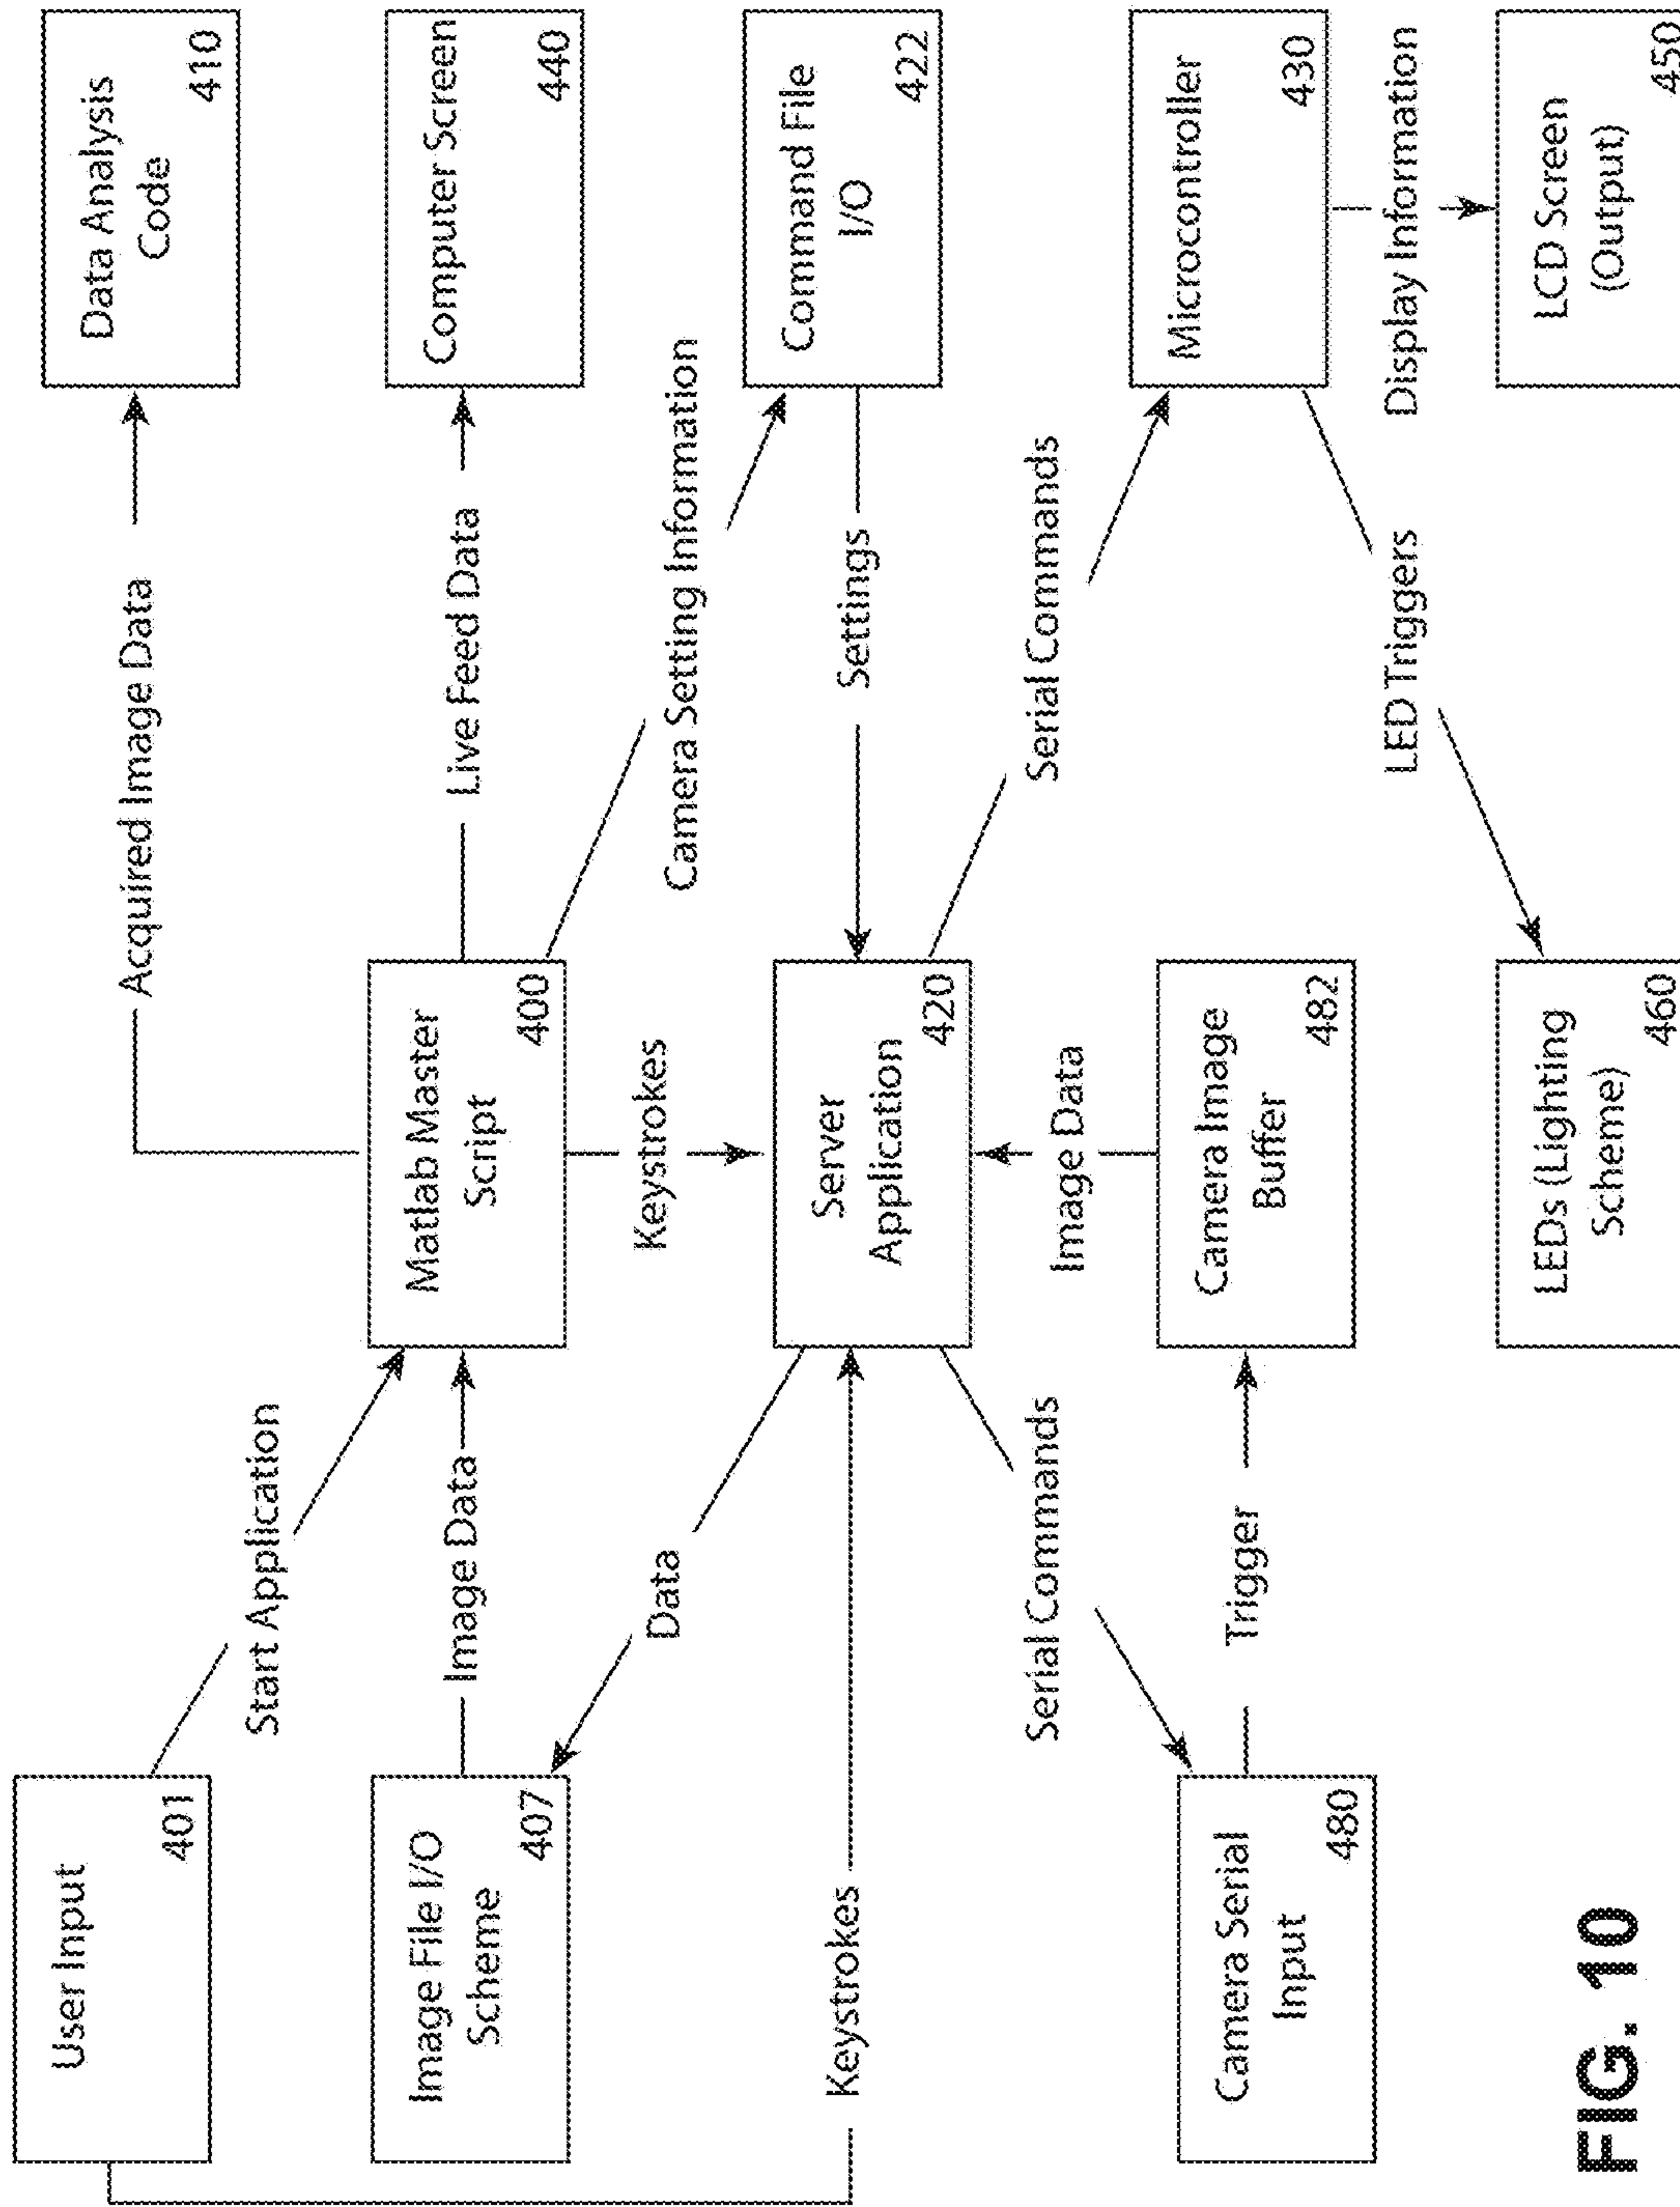 User Input
401
Start Application
Acquired Image Data
Data Analysis
Code
410
Image File I/O
Scheme
407
Image Data
Matlab Master
Script
400
Live Feed Data
Computer Screen
440
Data
Keystrokes
Camera Setting Information
Keystrokes
Server
Application
420
Settings
Command File
I/O
422
Serial Commands
Image Data
Serial Commands
Camera Serial
Input
480
Trigger
Camera Image
Buffer
482
Microcontroller
430
LED Triggers
Display Information
LEDs (Lighting
Scheme)
460
LCD Screen
(Output)
450
FIG. 10